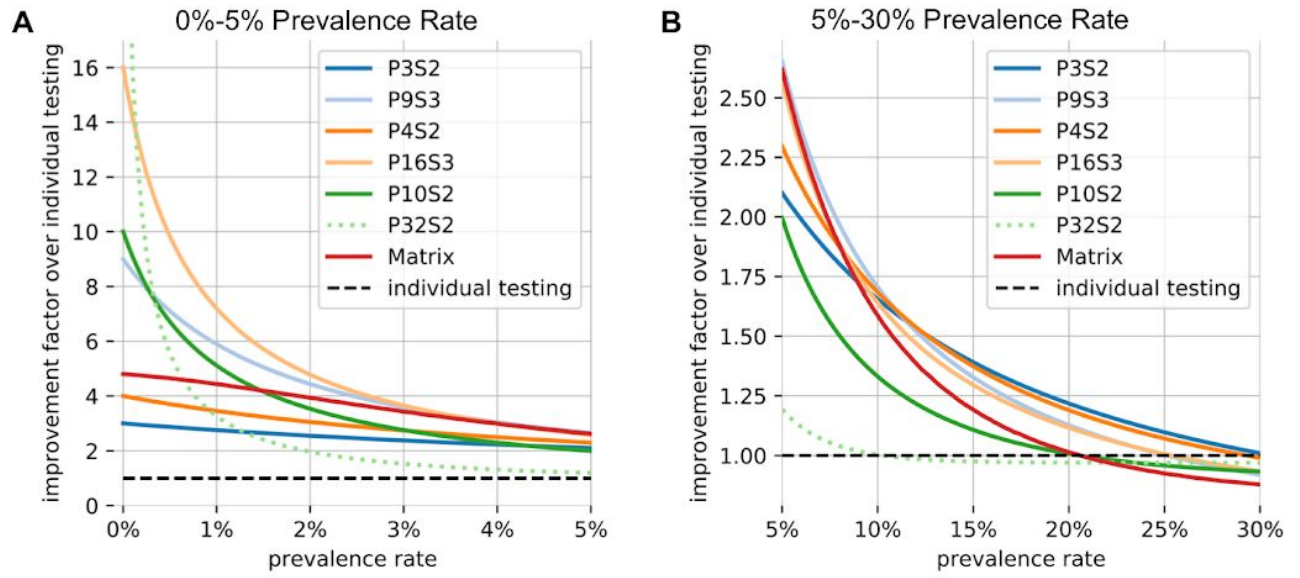 A
0%-5% Prevalence Rate
improvement factor over individual testing
16
14
12
10
8
6
4
2
0
P3S2
P9S3
P4S2
P16S3
P10S2
P32S2
Matrix
individual testing
0%
1%
2%
3%
4%
5%
prevalence rate
B
5%-30% Prevalence Rate
improvement factor over individual testing
2.50
2.25
2.00
1.75
1.50
1.25
1.00
P3S2
P9S3
P4S2
P16S3
P10S2
P32S2
Matrix
individual testing
5%
10%
15%
20%
25%
30%
prevalence rate